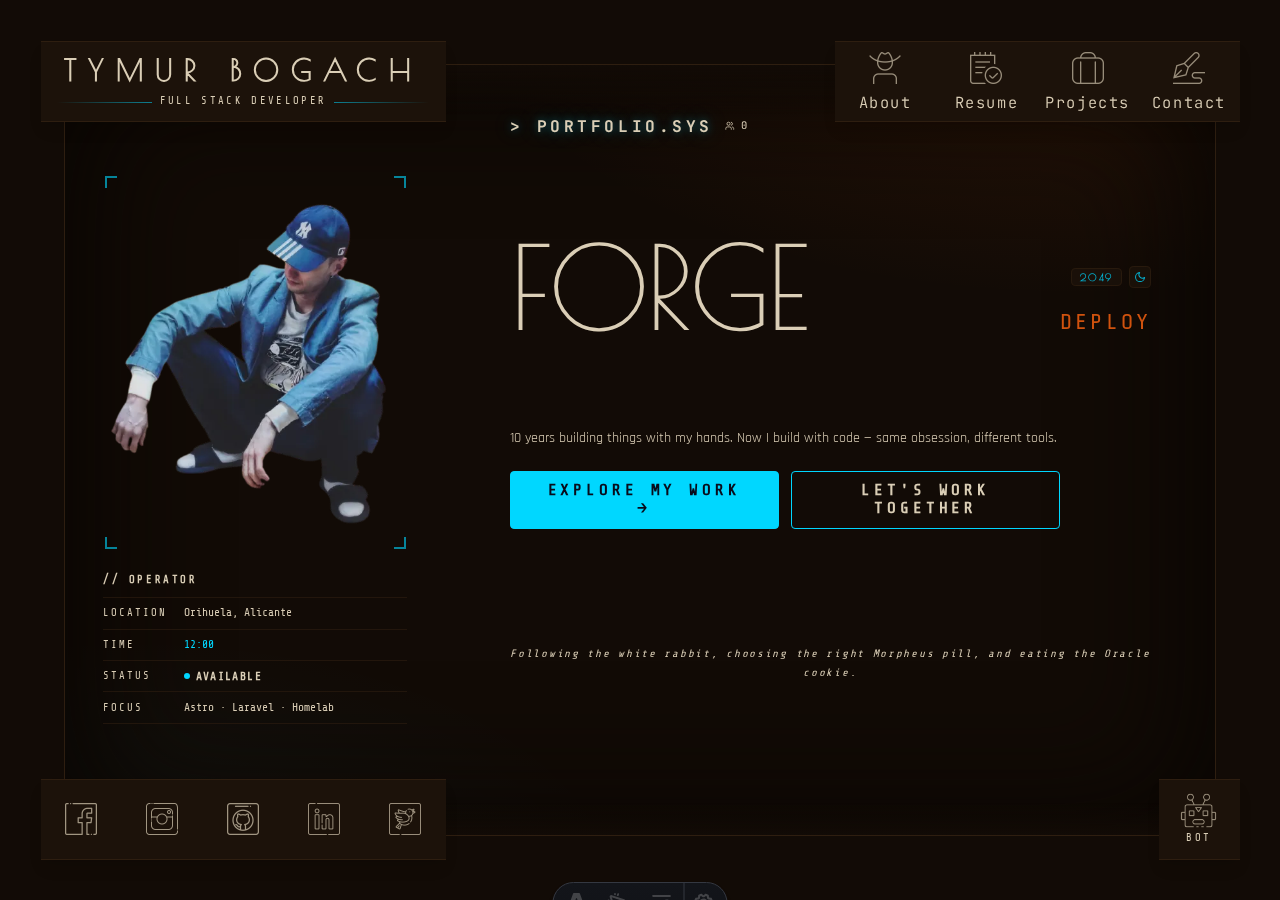 TYMUR BOGACH
FULL STACK DEVELOPER
About Resume Projects Contact
> PORTFOLIO.SYS 0
FORGE
2049
DEPLOY
10 years building things with my hands. Now I build with code — same obsession, different tools.
EXPLORE MY WORK
→
LET'S WORK
TOGETHER
// OPERATOR
LOCATION Orihuela, Alicante
TIME 12:00
STATUS AVAILABLE
FOCUS Astro · Laravel · Homelab
Following the white rabbit, choosing the right Morpheus pill, and eating the Oracle
cookie.
BOT